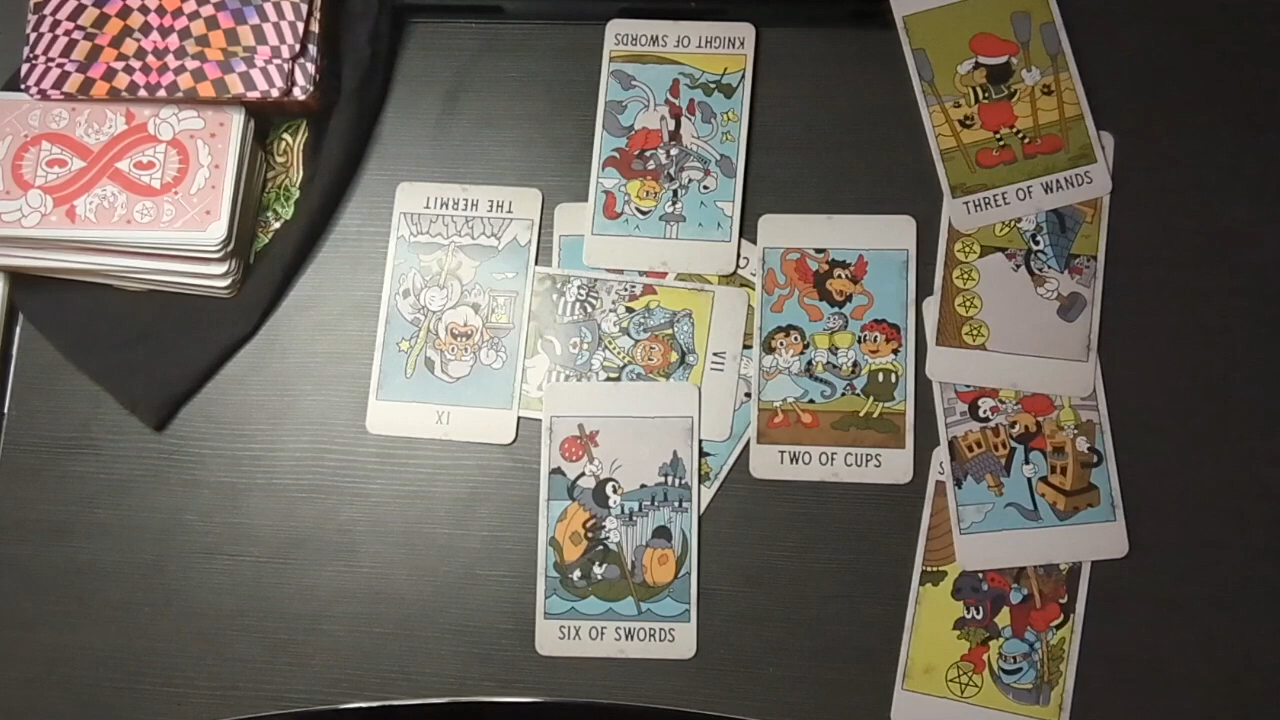 KNIGHT OF SWORDS
THREE OF WANDS
THE HERMIT
IX
VII
TWO OF CUPS
SIX OF SWORDS